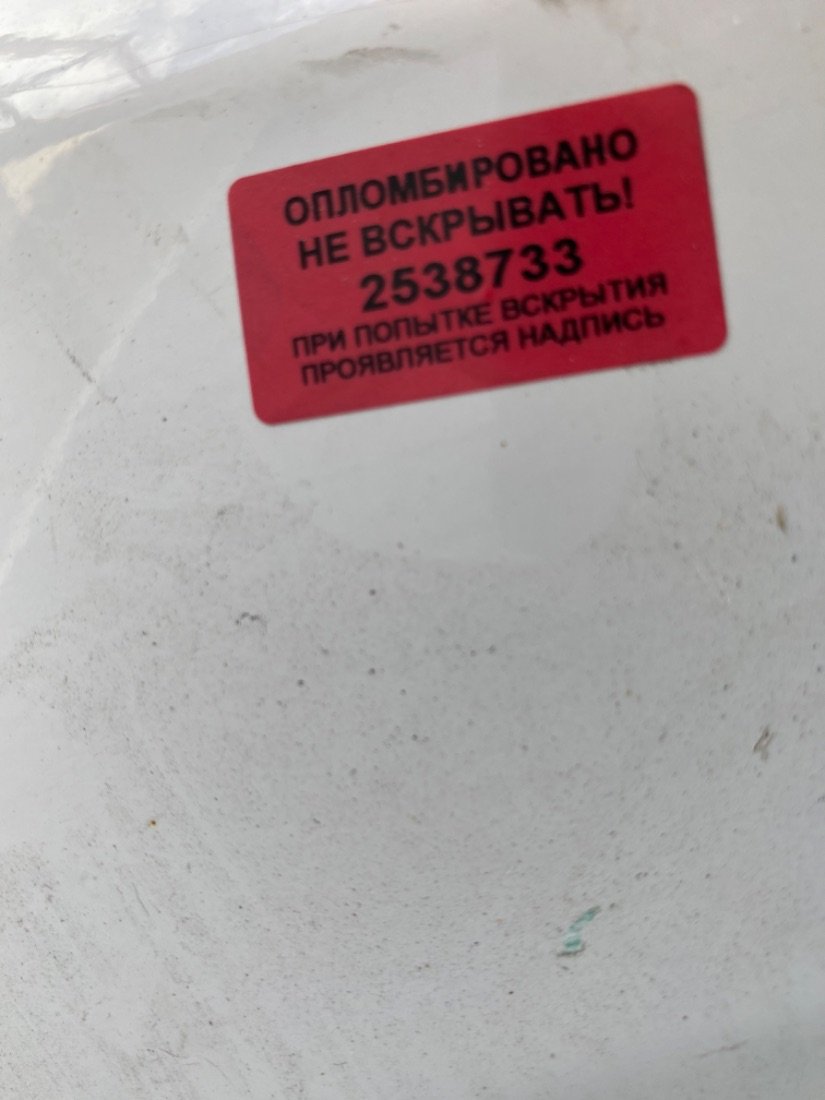 ОПЛОМБИРОВАНО
НЕ ВСКРЫВАТЬ!
2538733
ПРИ ПОПЫТКЕ ВСКРЫТИЯ
ПРОЯВЛЯЕТСЯ НАДПИСЬ